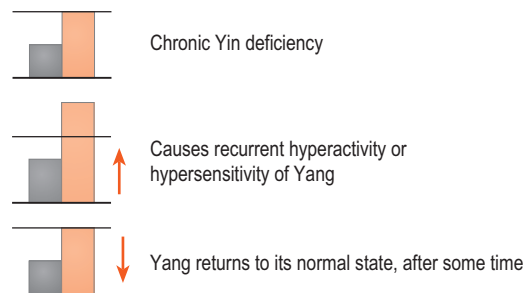 Chronic Yin deficiency
Causes recurrent hyperactivity or
hypersensitivity of Yang
Yang returns to its normal state, after some time